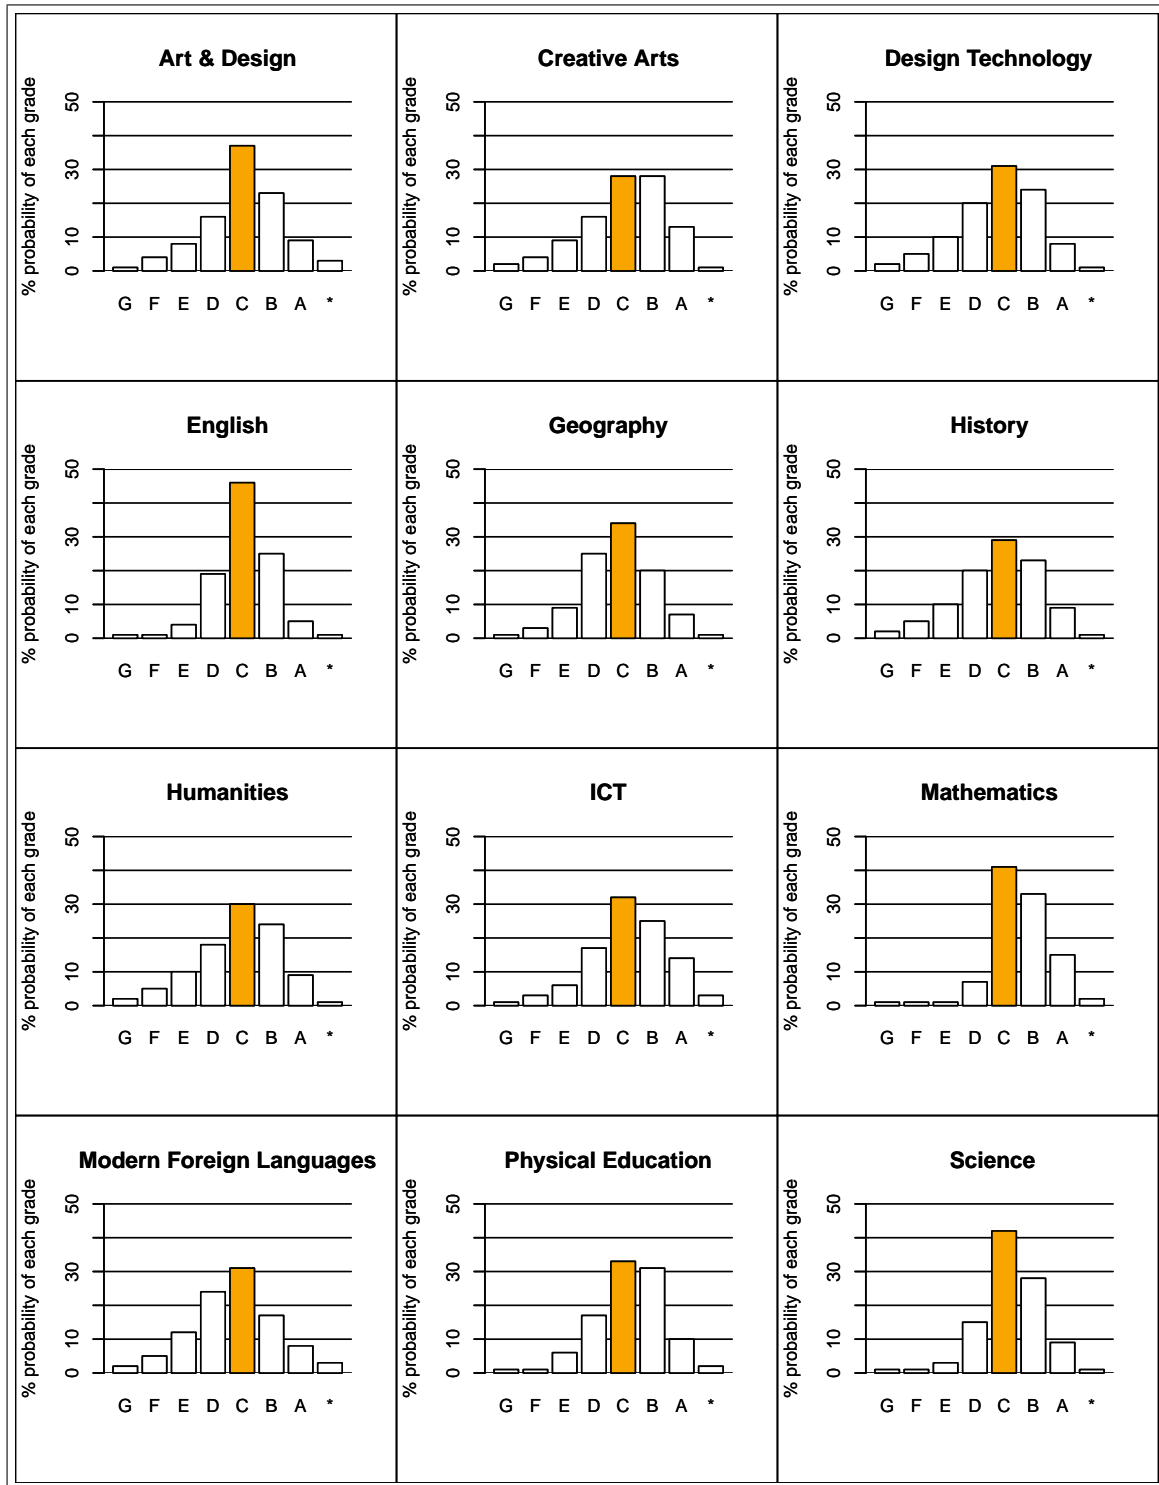 Art & Design
% probability of each grade
50
30
10
0
G F E D C B A *
Creative Arts
% probability of each grade
50
30
10
0
G F E D C B A *
Design Technology
% probability of each grade
50
30
10
0
G F E D C B A *
English
% probability of each grade
50
30
10
0
G F E D C B A *
Geography
% probability of each grade
50
30
10
0
G F E D C B A *
History
% probability of each grade
50
30
10
0
G F E D C B A *
Humanities
% probability of each grade
50
30
10
0
G F E D C B A *
ICT
% probability of each grade
50
30
10
0
G F E D C B A *
Mathematics
% probability of each grade
50
30
10
0
G F E D C B A *
Modern Foreign Languages
% probability of each grade
50
30
10
0
G F E D C B A *
Physical Education
% probability of each grade
50
30
10
0
G F E D C B A *
Science
% probability of each grade
50
30
10
0
G F E D C B A *